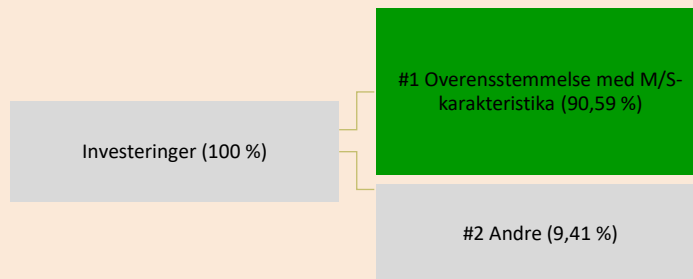 #1 Overensstemmelse med M/S-
karakteristika (90,59 %)
Investeringer (100 %)
#2 Andre (9,41 %)